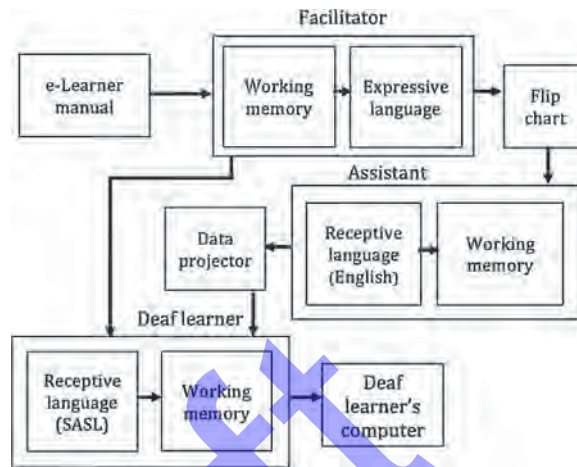 Facilitator
e-Learner
manual
Working
memory
Expressive
language
Flip
chart
Assistant
Data
projector
Receptive
language
(English)
Working
memory
Deaf learner
Receptive
language
(SASL)
Working
memory
Deaf
learner's
computer